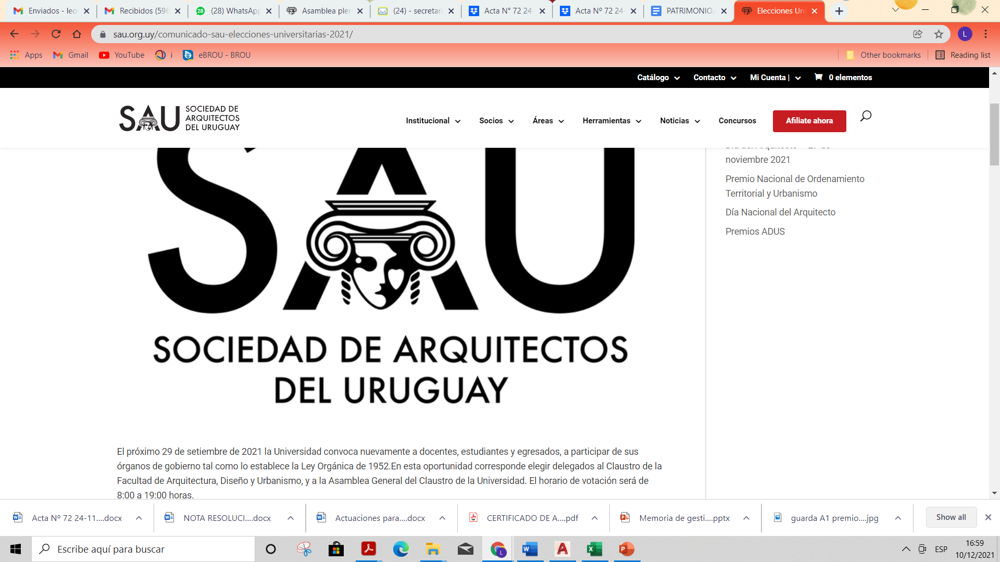 Enviados - leo
Recibidos (596
(28) WhatsApp
Asamblea plen
(24) - secretari
Acta N° 72 24-
Acta Nº 72 24
PATRIMONIO.
Elecciones Uni
sau.org.uy/comunicado-sau-elecciones-universitarias-2021/
L
Apps
Gmail
YouTube
i
eBROU - BROU
Other bookmarks
Reading list
Catálogo
Contacto
Mi Cuenta |
0 elementos
SAU SOCIEDAD DE
ARQUITECTOS
DEL URUGUAY
Institucional
Socios
Áreas
Herramientas
Noticias
Concursos
Afiliate ahora
SAU
SOCIEDAD DE ARQUITECTOS
DEL URUGUAY
noviembre 2021
Premio Nacional de Ordenamiento
Territorial y Urbanismo
Día Nacional del Arquitecto
Premios ADUS
El próximo 29 de setiembre de 2021 la Universidad convoca nuevamente a docentes, estudiantes y egresados, a participar de sus
órganos de gobierno tal como lo establece la Ley Orgánica de 1952.En esta oportunidad corresponde elegir delegados al Claustro de la
Facultad de Arquitectura, Diseño y Urbanismo, y a la Asamblea General del Claustro de la Universidad. El horario de votación será de
8:00 a 19:00 horas.
Acta Nº 72 24-11....docx
NOTA RESOLUCI....docx
Actuaciones para....docx
CERTIFICADO DE A....pdf
Memoria de gesti....pptx
guarda A1 premio....jpg
Show all
Escribe aquí para buscar
ESP
16:59
10/12/2021